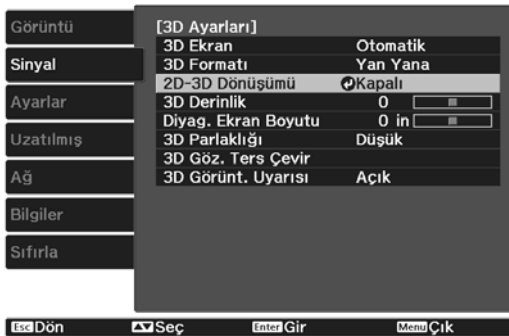 Görüntü
Sinyal
Ayarlar
Uzatılmış
Ağ
Bilgiler
Sıfırla
[3D Ayarları]
3D Ekran Otomatik
3D Formatı Yan Yana
2D-3D Dönüşümü Kapalı
3D Derinlik 0
Diyag. Ekran Boyutu 0 in
3D Parlaklığı Düşük
3D Göz. Ters Çevir
3D Görünt. Uyarısı Açık
Esc Dön Seç Enter Gir Menu Çık